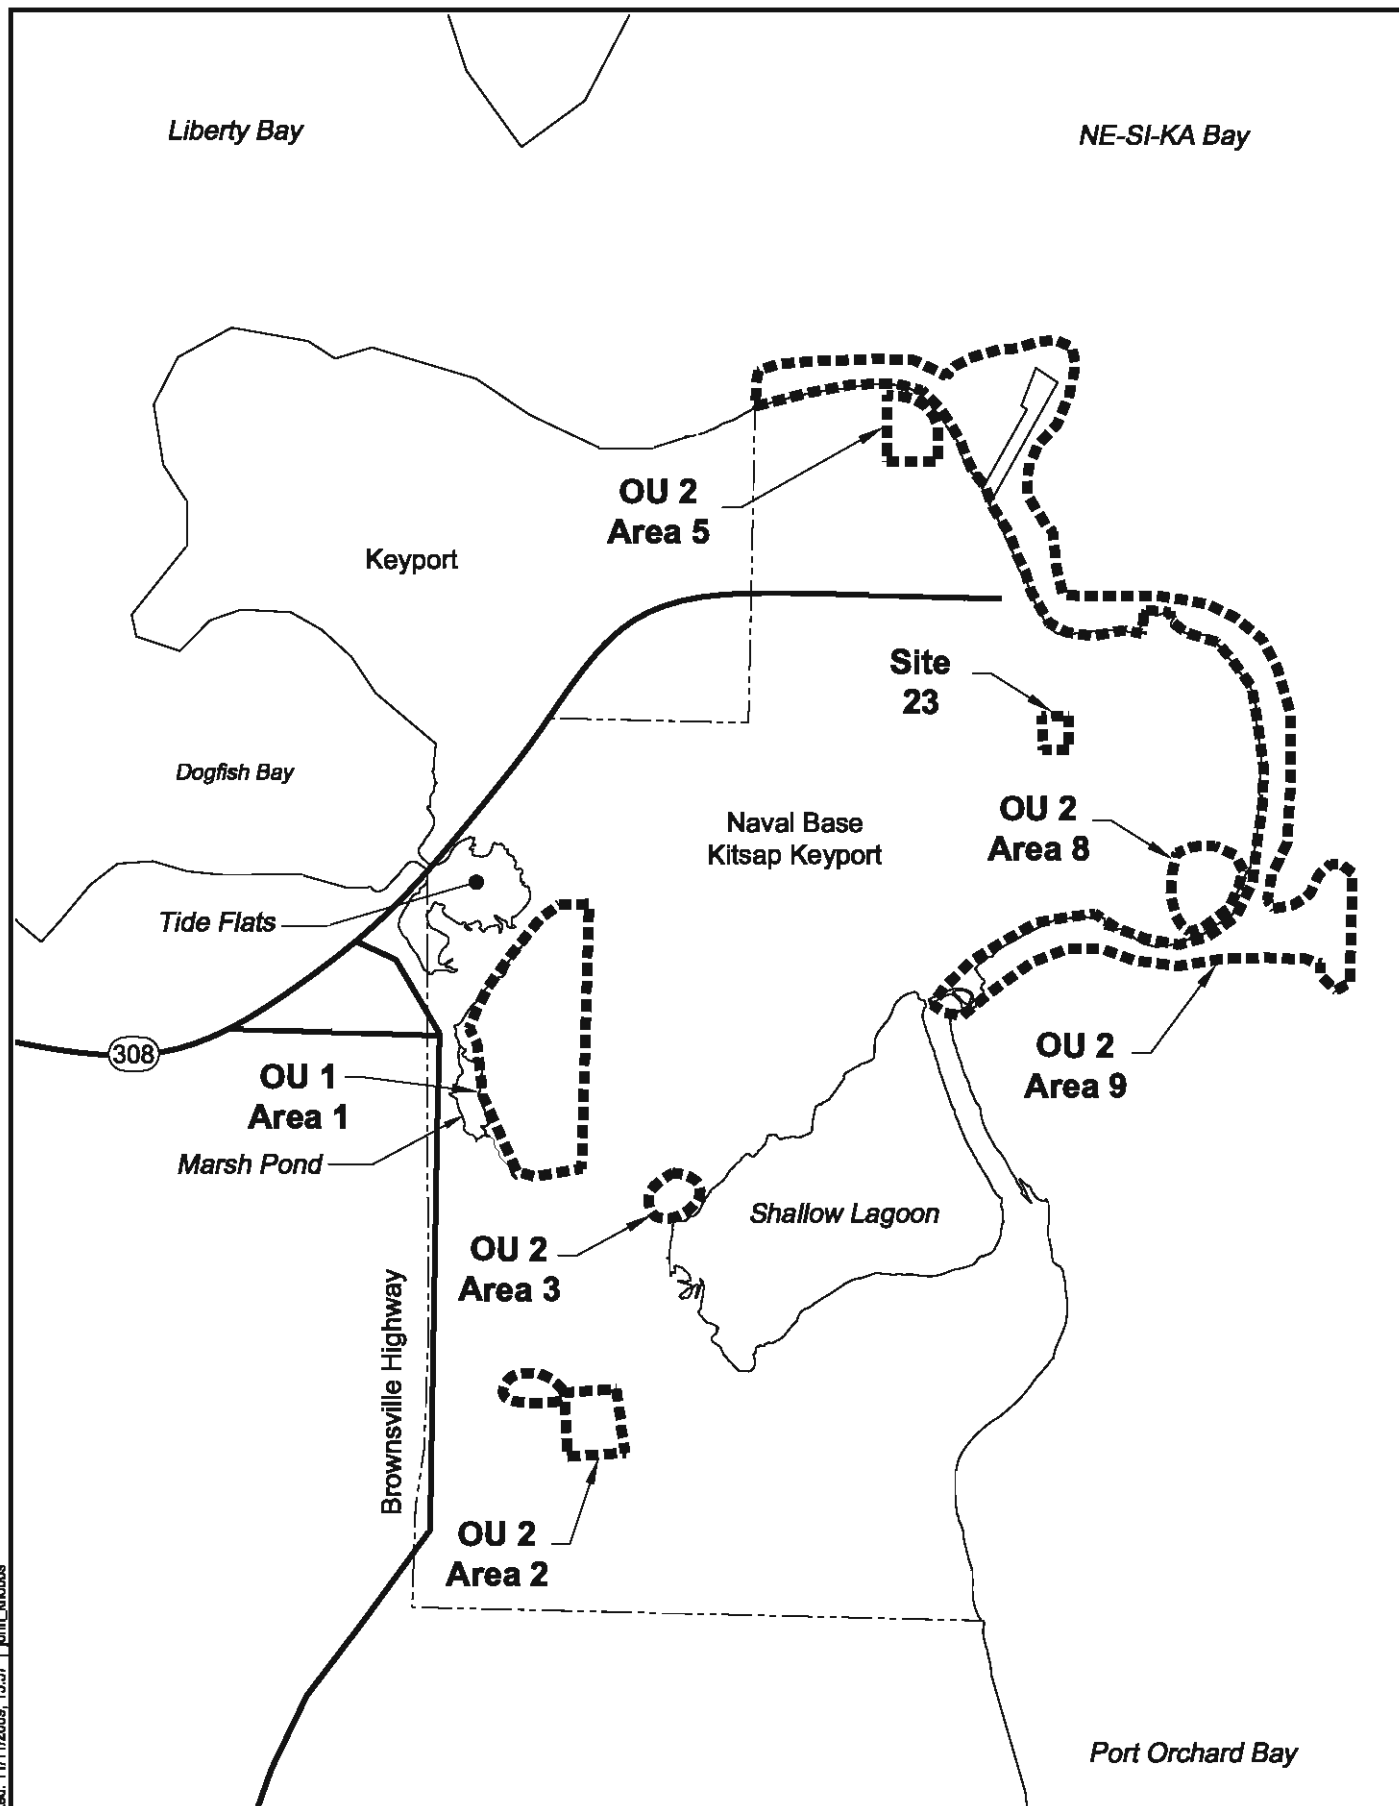 Liberty Bay
NE-SI-KA Bay
OU 2
Area 5
Keyport
Site
23
Dogfish Bay
OU 2
Area 8
Naval Base
Kitsap Keyport
Tide Flats
308
OU 2
Area 9
OU 1
Area 1
Marsh Pond
Shallow Lagoon
OU 2
Area 3
Brownsville Highway
OU 2
Area 2
Port Orchard Bay